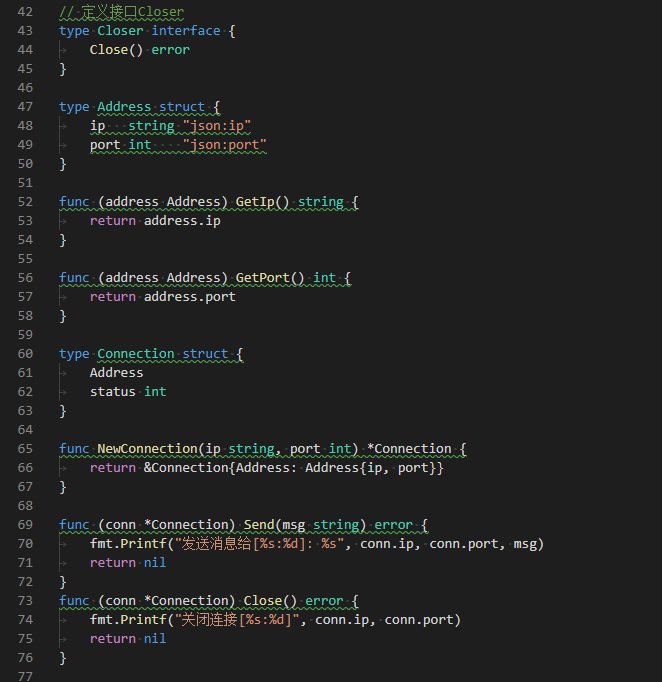 42 // 定义接口Closer
43 type Closer interface {
44     Close() error
45 }
46
47 type Address struct {
48     ip   string "json:ip"
49     port int    "json:port"
50 }
51
52 func (address Address) GetIp() string {
53     return address.ip
54 }
55
56 func (address Address) GetPort() int {
57     return address.port
58 }
59
60 type Connection struct {
61     Address
62     status int
63 }
64
65 func NewConnection(ip string, port int) *Connection {
66     return &Connection{Address: Address{ip, port}}
67 }
68
69 func (conn *Connection) Send(msg string) error {
70     fmt.Printf("发送消息给[%s:%d]: %s", conn.ip, conn.port, msg)
71     return nil
72 }
73 func (conn *Connection) Close() error {
74     fmt.Printf("关闭连接[%s:%d]", conn.ip, conn.port)
75     return nil
76 }
77